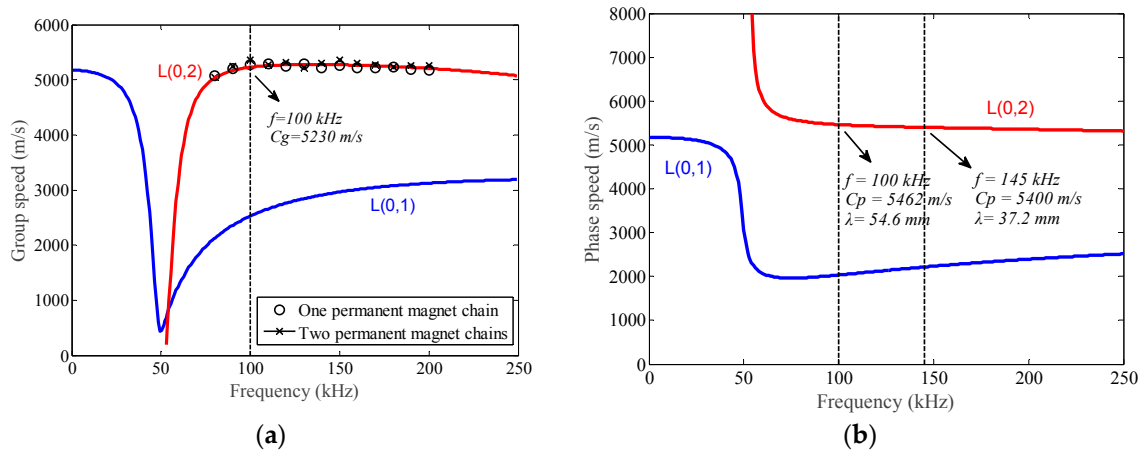 6000
5000
4000
3000
2000
1000
0
Group speed (m/s)
L(0,2)
f=100 kHz
Cg=5230 m/s
L(0,1)
One permanent magnet chain
Two permanent magnet chains
0 50 100 150 200 250
Frequency (kHz)
(a)
8000
7000
6000
5000
4000
3000
2000
1000
0
Phase speed (m/s)
L(0,2)
L(0,1)
f = 100 kHz
Cp = 5462 m/s
λ= 54.6 mm
f = 145 kHz
Cp = 5400 m/s
λ= 37.2 mm
0 50 100 150 200 250
Frequency (kHz)
(b)